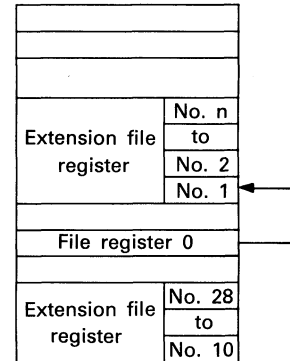 No. n
Extension file register
to
No. 2
No. 1
File register 0
Extension file register
No. 28
to
No. 10